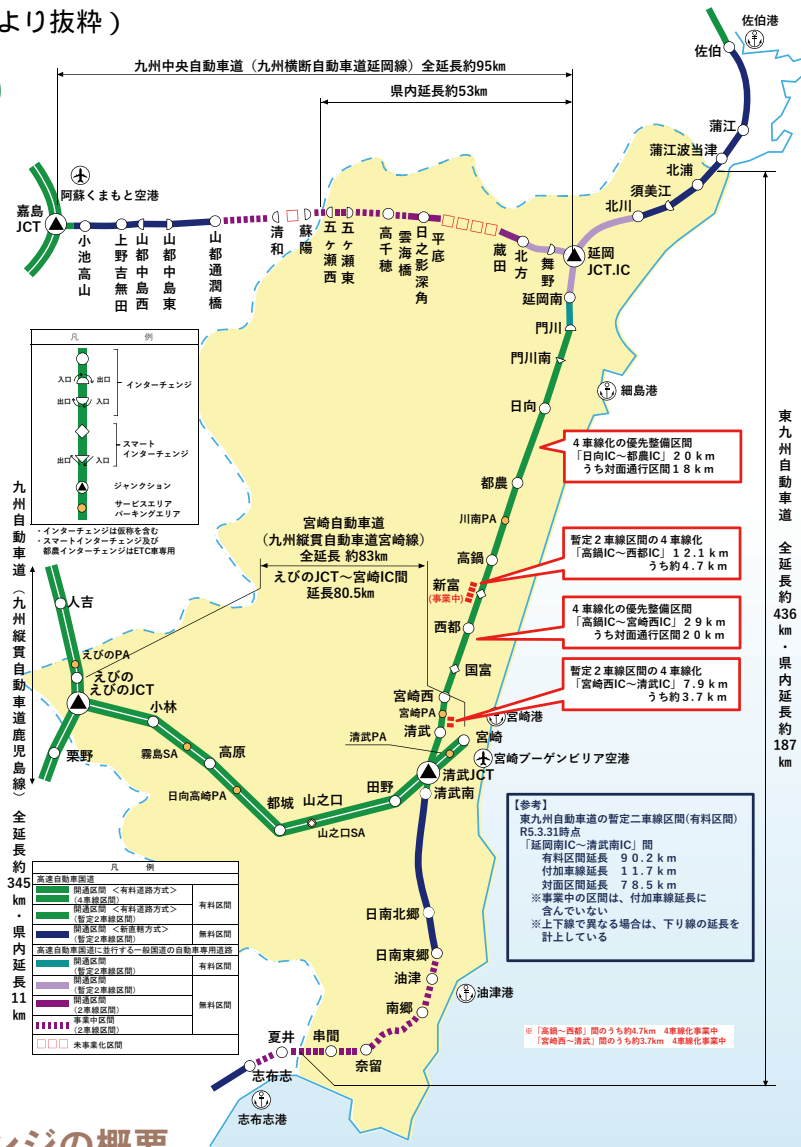 より抜粋)
佐伯港
佐伯
九州中央自動車道（九州横断自動車道延岡線）全延長約95㎞
県内延長約53㎞
蒲江
蒲江波当津
北浦
須美江
北川
阿蘇くまもと空港
嘉島
JCT
小池高山
上野吉無田
山都中島西
山都中島東
山都通潤橋
清和
蘇陽
五ヶ瀬西
五ヶ瀬東
高千穂
雲海橋
日之影深角
平底
蔵田
北方
舞野
延岡
JCT.IC
延岡南
門川
門川南
細島港
日向
凡　例
入口
出口
インターチェンジ
出口
入口
スマート
インターチェンジ
出口
入口
ジャンクション
サービスエリア
パーキングエリア
・インターチェンジは仮称を含む
・スマートインターチェンジ及び
都農インターチェンジはETC車専用
4車線化の優先整備区間
「日向IC～都農IC」20km
うち対面通行区間18km
都農
川南PA
高鍋
暫定2車線区間の4車線化
「高鍋IC～西都IC」12.1km
うち約4.7km
新富
(事業中)
西都
4車線化の優先整備区間
「高鍋IC～宮崎西IC」29km
うち対面通行区間20km
国富
暫定2車線区間の4車線化
「宮崎西IC～清武IC」7.9km
うち約3.7km
宮崎西
宮崎PA
清武
宮崎港
宮崎
清武PA
宮崎ブーゲンビリア空港
清武JCT
清武南
東九州自動車道　全延長約436㎞・県内延長約187㎞
宮崎自動車道
（九州縦貫自動車道宮崎線）
全延長 約83㎞
えびのJCT～宮崎IC間
延長80.5㎞
九州自動車道（九州縦貫自動車道鹿児島線）全延長約345㎞・県内延長11㎞
人吉
えびのPA
えびの
えびのJCT
栗野
小林
霧島SA
高原
日向高崎PA
都城
山之口
山之口SA
田野
【参考】
東九州自動車道の暫定二車線区間(有料区間)
R5.3.31時点
「延岡南IC～清武南IC」間
有料区間延長　90.2km
付加車線延長　11.7km
対面区間延長　78.5km
※事業中の区間は、付加車線延長に
含んでいない
※上下線で異なる場合は、下り線の延長を
計上している
日南北郷
日南東郷
油津
油津港
南郷
奈留
串間
夏井
志布志
志布志港
凡　例
高速自動車国道
開通区間　＜有料道路方式＞
(4車線区間)
開通区間　＜有料道路方式＞
(暫定2車線区間)
有料区間
開通区間　＜新直轄方式＞
(暫定2車線区間)
無料区間
高速自動車国道に並行する一般国道の自動車専用道路
開通区間
(暫定2車線区間)
有料区間
開通区間
(暫定2車線区間)
開通区間
(2車線区間)
事業中区間
(2車線区間)
無料区間
未事業化区間
※「高鍋～西都」間のうち約4.7km　4車線化事業中
「宮崎西～清武」間のうち約3.7km　4車線化事業中
ンジの概要